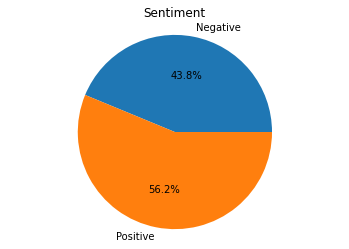 Sentiment
Negative
43.8%
56.2%
Positive